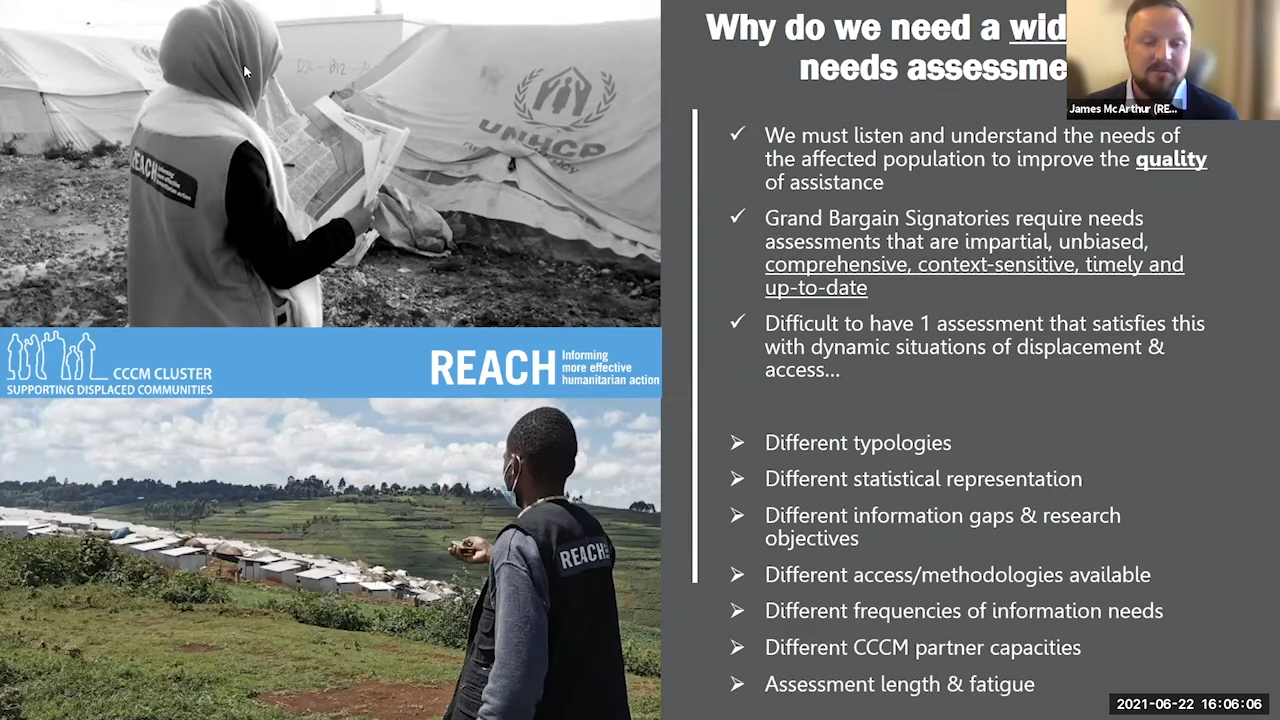 Why do we need a wid
needs assessme
James McArthur (RE...
We must listen and understand the needs of
the affected population to improve the quality
of assistance
Grand Bargain Signatories require needs
assessments that are impartial, unbiased,
comprehensive, context-sensitive, timely and
up-to-date
Difficult to have 1 assessment that satisfies this
with dynamic situations of displacement &
access...
Different typologies
Different statistical representation
Different information gaps & research
objectives
Different access/methodologies available
Different frequencies of information needs
Different CCCM partner capacities
Assessment length & fatigue
2021-06-22 16:06:06
UNHCR
REACH
Informing
more effective
humanitarian action
CCCM CLUSTER
SUPPORTING DISPLACED COMMUNITIES
REACH
Informing
more effective
humanitarian action
REACH